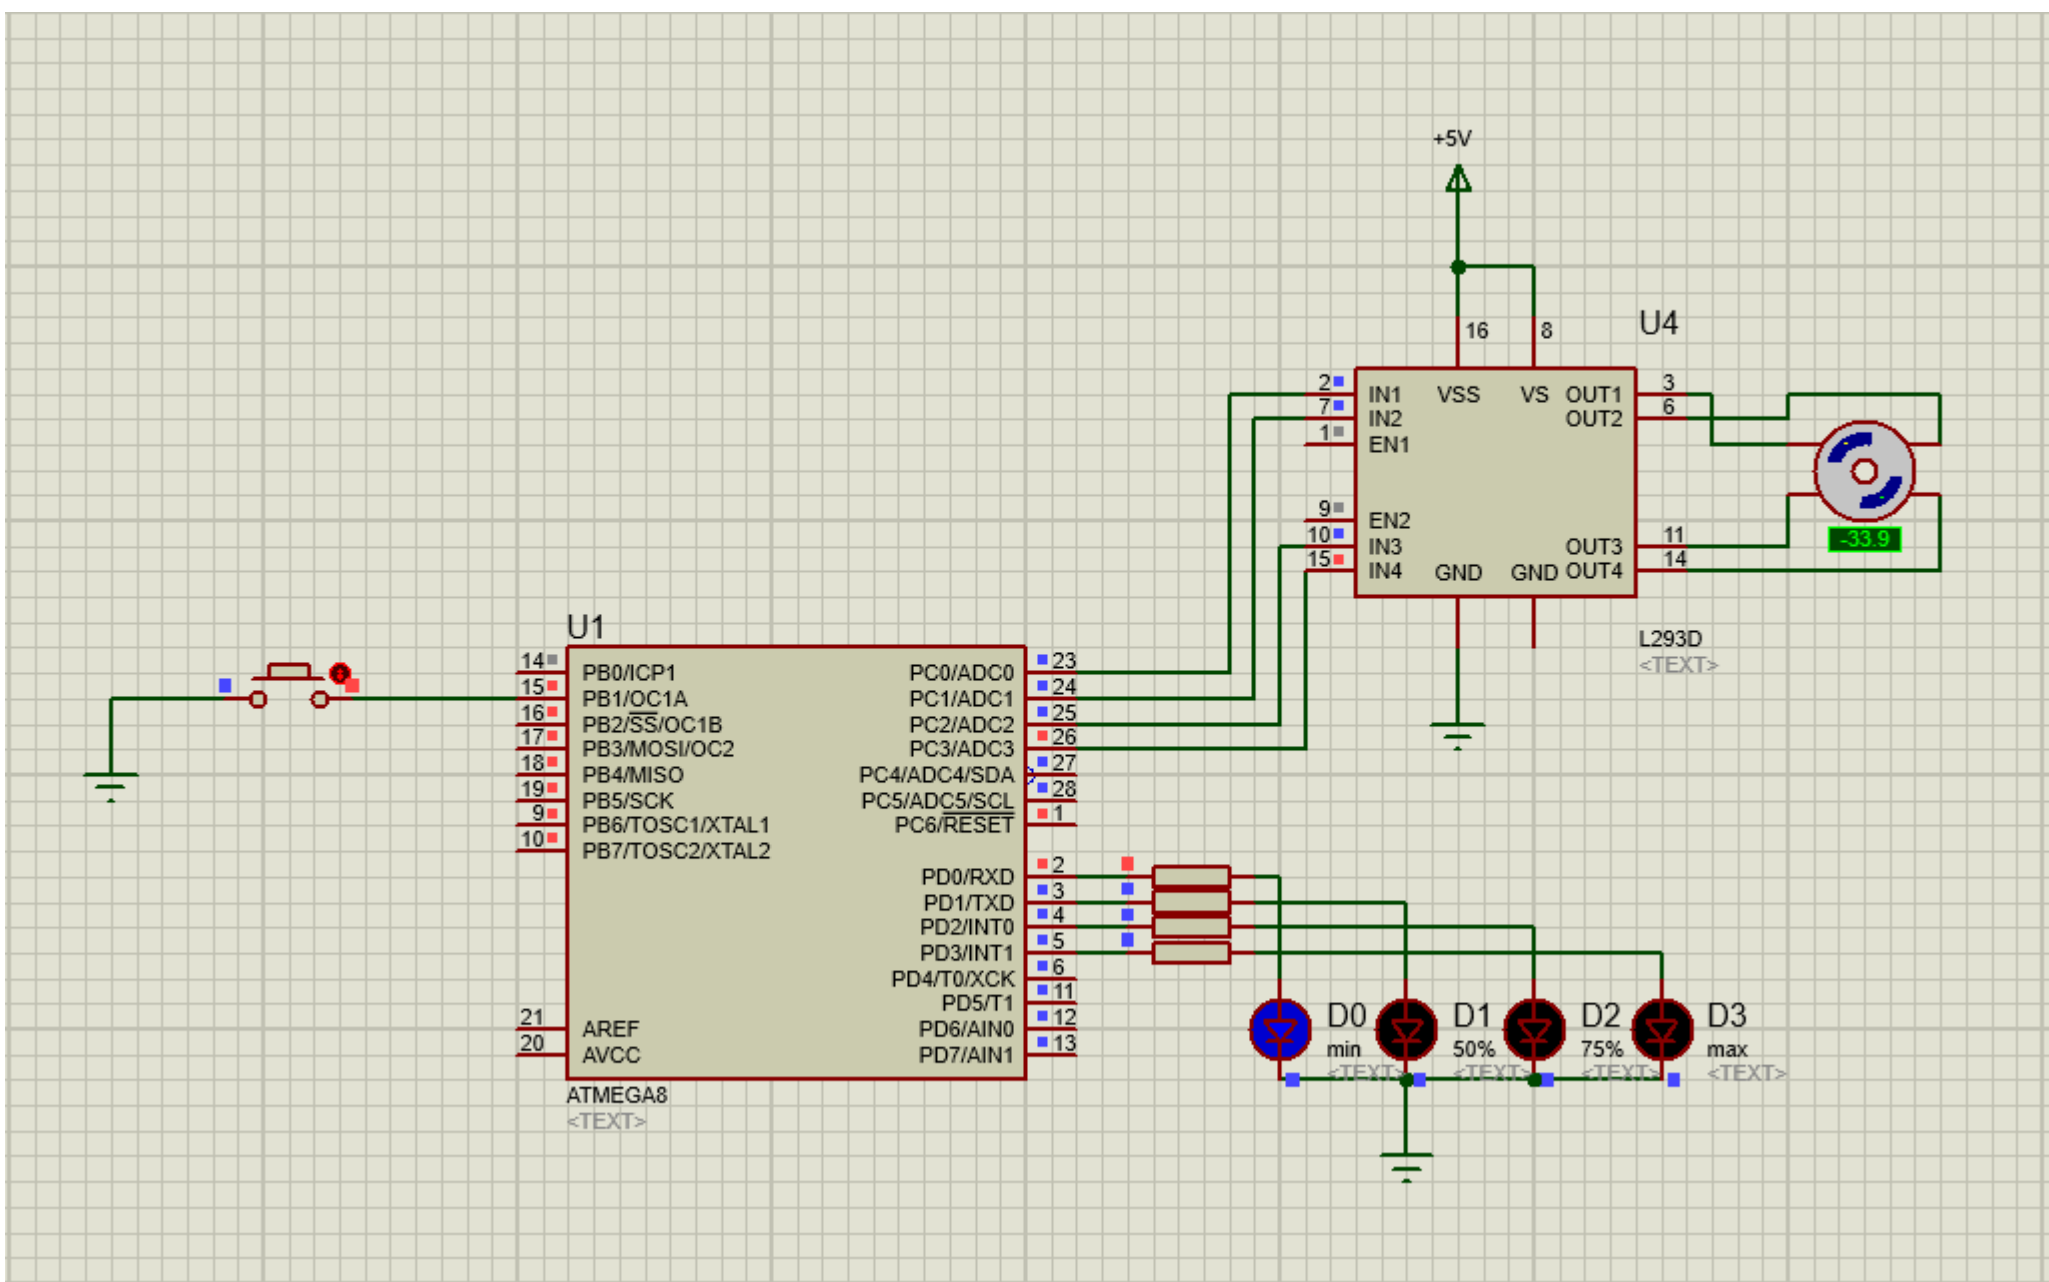 +5V
U4
16
8
2
IN1
VSS
VS
OUT1
3
7
IN2
OUT2
6
1
EN1
9
EN2
10
IN3
OUT3
11
15
IN4
GND
GND
OUT4
14
-33.9
L293D
<TEXT>
U1
14
PB0/ICP1
PC0/ADC0
23
15
PB1/OC1A
PC1/ADC1
24
16
PB2/SS/OC1B
PC2/ADC2
25
17
PB3/MOSI/OC2
PC3/ADC3
26
18
PB4/MISO
PC4/ADC4/SDA
27
19
PB5/SCK
PC5/ADC5/SCL
28
9
PB6/TOSC1/XTAL1
PC6/RESET
1
10
PB7/TOSC2/XTAL2
PD0/RXD
2
PD1/TXD
3
PD2/INT0
4
PD3/INT1
5
PD4/T0/XCK
6
PD5/T1
11
21
AREF
PD6/AIN0
12
20
AVCC
PD7/AIN1
13
ATMEGA8
<TEXT>
D0
min
<TEXT>
D1
50%
<TEXT>
D2
75%
<TEXT>
D3
max
<TEXT>